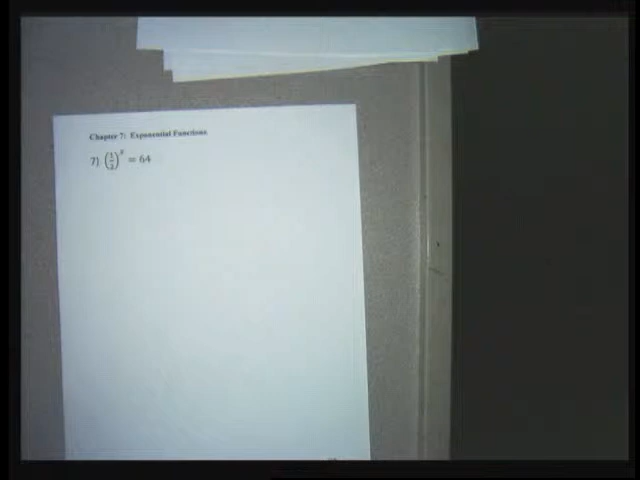 Chapter 7: Exponential Functions
7) (1/2)^x = 64